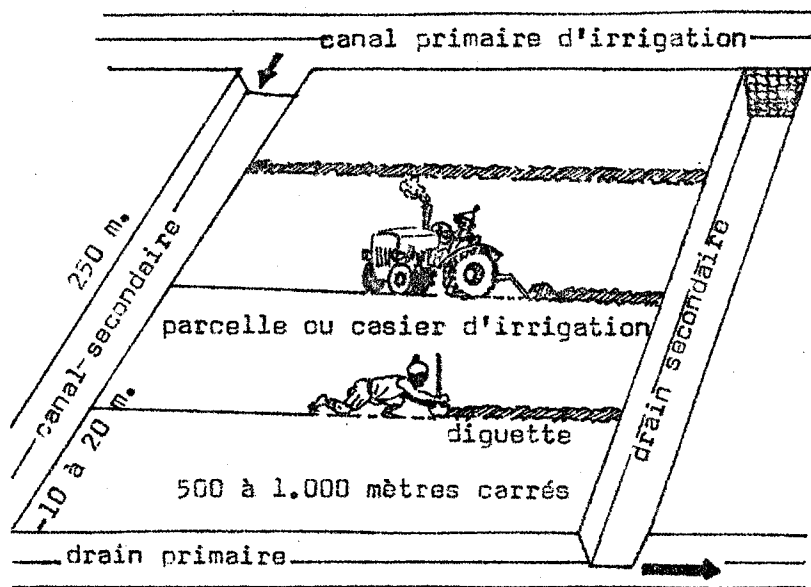 canal primaire d'irrigation
250 m.
canal-secondaire
parcelle ou casier d'irrigation
drain secondaire
-10 à 20 m.
diguette
500 à 1.000 mètres carrés
drain primaire